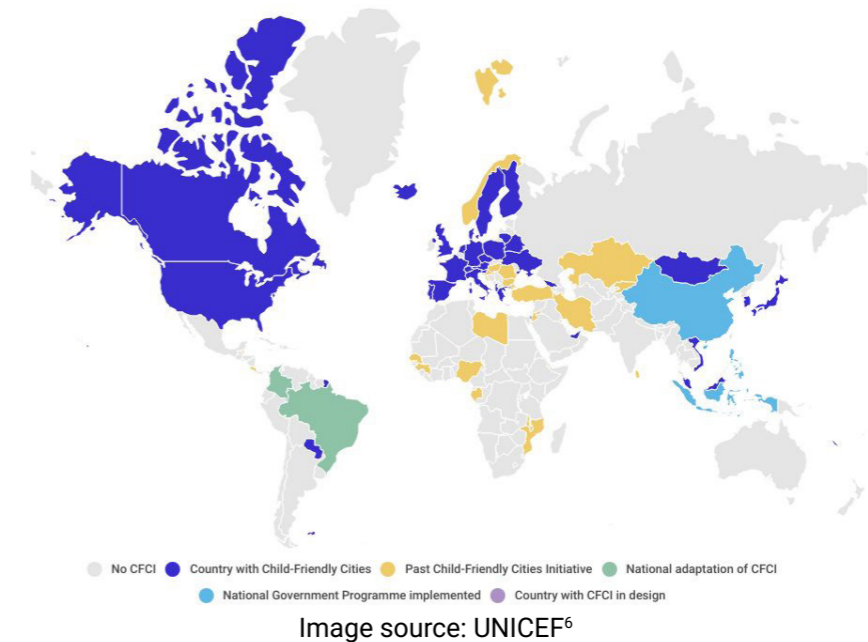 No CFCI Country with Child-Friendly Cities Past Child-Friendly Cities Initiative National adaptation of CFCI
National Government Programme implemented Country with CFCI in design
Image source: UNICEF⁶